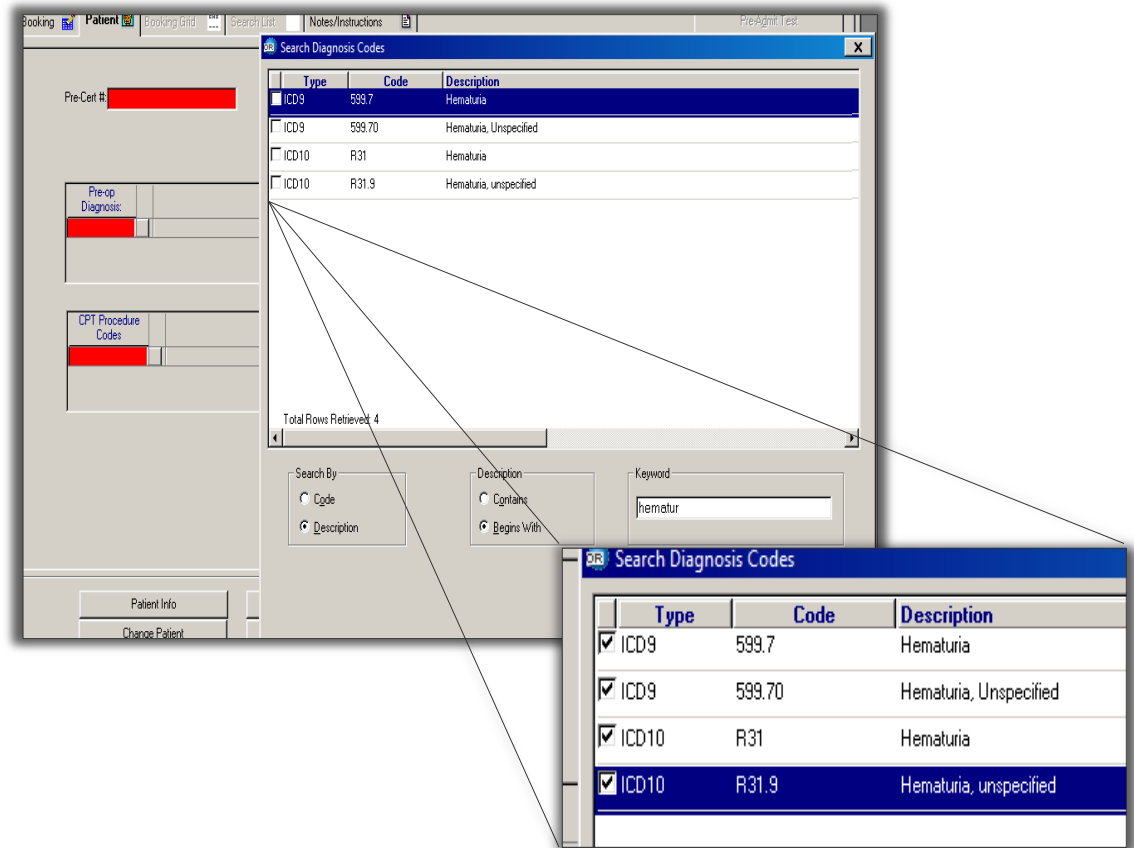 Booking Patient Booking Grid Search List Notes/Instructions Pre-Admit Test
OR Search Diagnosis Codes X
Type Code Description
ICD9 599.7 Hematuria
ICD9 599.70 Hematuria, Unspecified
ICD10 R31 Hematuria
ICD10 R31.9 Hematuria, unspecified
Pre-Cert #:
Pre-op
Diagnosis:
CPT Procedure
Codes
Total Rows Retrieved: 4
Search By
Code
Description
Description
Contains
Begins With
Keyword
hematur
Patient Info
Change Patient
OR Search Diagnosis Codes
Type Code Description
ICD9 599.7 Hematuria
ICD9 599.70 Hematuria, Unspecified
ICD10 R31 Hematuria
ICD10 R31.9 Hematuria, unspecified